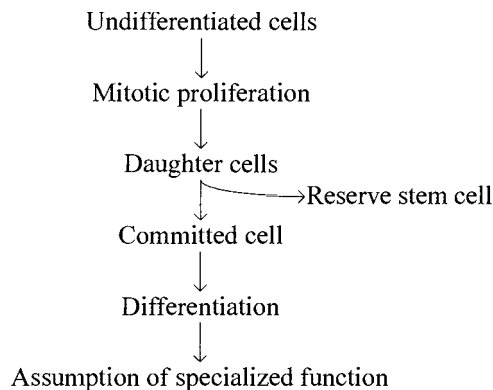 Undifferentiated cells
Mitotic proliferation
Daughter cells
Reserve stem cell
Committed cell
Differentiation
Assumption of specialized function